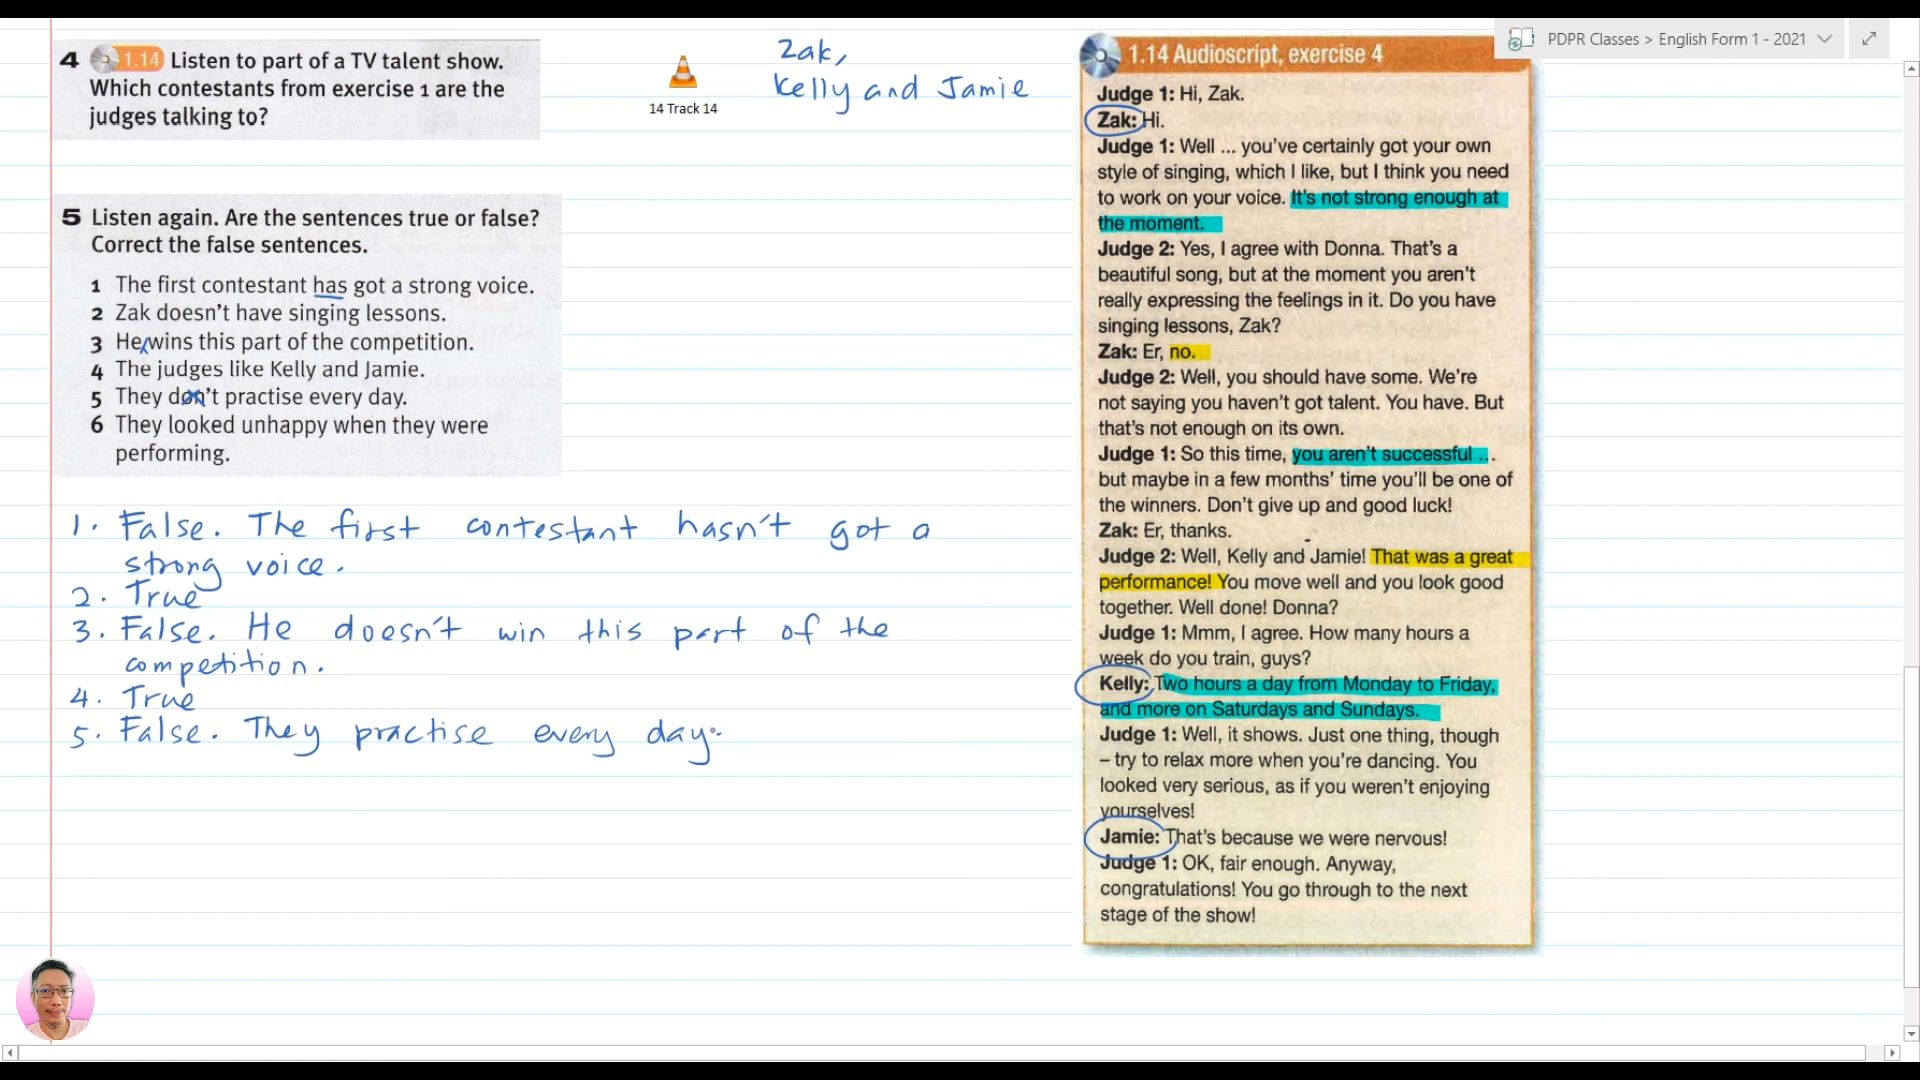 PDPR Classes > English Form 1 - 2021
4 1.14 Listen to part of a TV talent show.
Which contestants from exercise 1 are the
judges talking to?
14 Track 14
Zak,
Kelly and Jamie
5 Listen again. Are the sentences true or false?
Correct the false sentences.
1 The first contestant has got a strong voice.
2 Zak doesn't have singing lessons.
3 He wins this part of the competition.
4 The judges like Kelly and Jamie.
5 They don't practise every day.
6 They looked unhappy when they were
performing.
1. False. The first contestant hasn't got a
strong voice.
2. True
3. False. He doesn't win this part of the
competition.
4. True
5. False. They practise every day.
1.14 Audioscript, exercise 4
Judge 1: Hi, Zak.
Zak: Hi.
Judge 1: Well ... you've certainly got your own
style of singing, which I like, but I think you need
to work on your voice. It's not strong enough at
the moment.
Judge 2: Yes, I agree with Donna. That's a
beautiful song, but at the moment you aren't
really expressing the feelings in it. Do you have
singing lessons, Zak?
Zak: Er, no.
Judge 2: Well, you should have some. We're
not saying you haven't got talent. You have. But
that's not enough on its own.
Judge 1: So this time, you aren't successful ...
but maybe in a few months' time you'll be one of
the winners. Don't give up and good luck!
Zak: Er, thanks.
Judge 2: Well, Kelly and Jamie! That was a great
performance! You move well and you look good
together. Well done! Donna?
Judge 1: Mmm, I agree. How many hours a
week do you train, guys?
Kelly: Two hours a day from Monday to Friday,
and more on Saturdays and Sundays.
Judge 1: Well, it shows. Just one thing, though
– try to relax more when you're dancing. You
looked very serious, as if you weren't enjoying
yourselves!
Jamie: That's because we were nervous!
Judge 1: OK, fair enough. Anyway,
congratulations! You go through to the next
stage of the show!